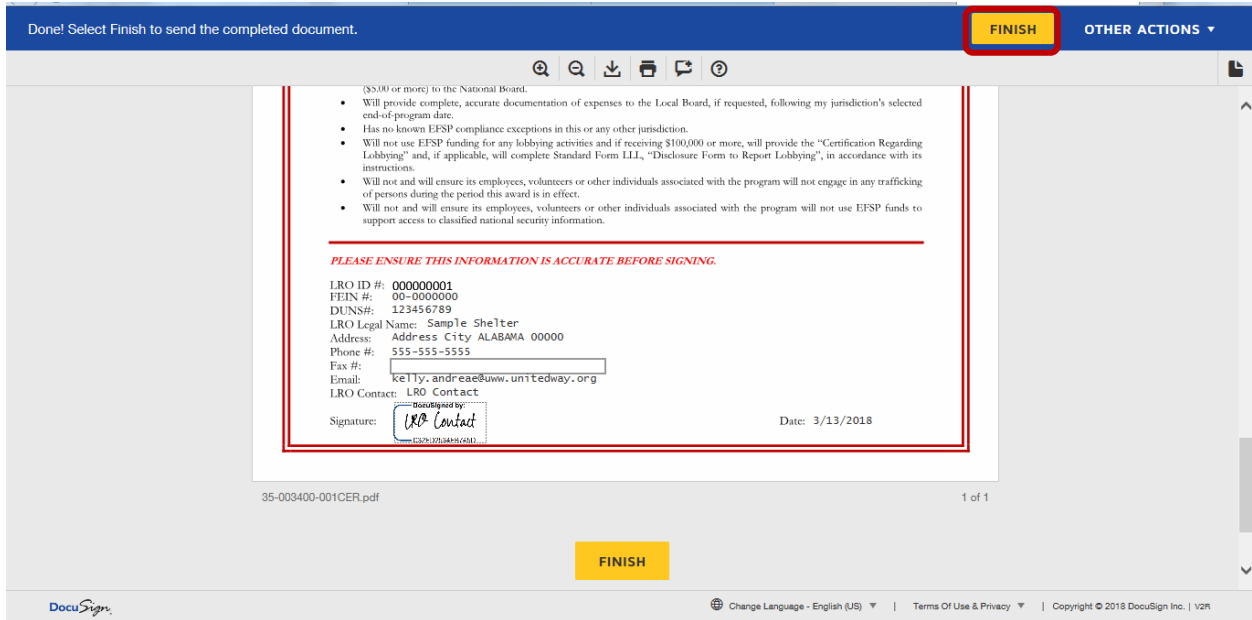 Done! Select Finish to send the completed document.
FINISH
OTHER ACTIONS ▼
($5.00 or more) to the National Board.
• Will provide complete, accurate documentation of expenses to the Local Board, if requested, following my jurisdiction's selected
end-of-program date.
• Has no known EFSP compliance exceptions in this or any other jurisdiction.
• Will not use EFSP funding for any lobbying activities and if receiving $100,000 or more, will provide the "Certification Regarding
Lobbying" and, if applicable, will complete Standard Form LLL, "Disclosure Form to Report Lobbying", in accordance with its
instructions.
• Will not and will ensure its employees, volunteers or other individuals associated with the program will not engage in any trafficking
of persons during the period this award is in effect.
• Will not and will ensure its employees, volunteers or other individuals associated with the program will not use EFSP funds to
support access to classified national security information.
PLEASE ENSURE THIS INFORMATION IS ACCURATE BEFORE SIGNING.
LRO ID #: 000000001
FEIN #: 00-0000000
DUNS#: 123456789
LRO Legal Name: Sample Shelter
Address: Address City ALABAMA 00000
Phone #: 555-555-5555
Fax #:
Email: kelly.andreae@uww.unitedway.org
LRO Contact: LRO Contact
DocuSigned by:
Signature: LRO Contact Date: 3/13/2018
35-003400-001CER.pdf 1 of 1
FINISH
DocuSign Change Language - English (US) ▼ | Terms Of Use & Privacy ▼ | Copyright © 2018 DocuSign Inc. | V2R